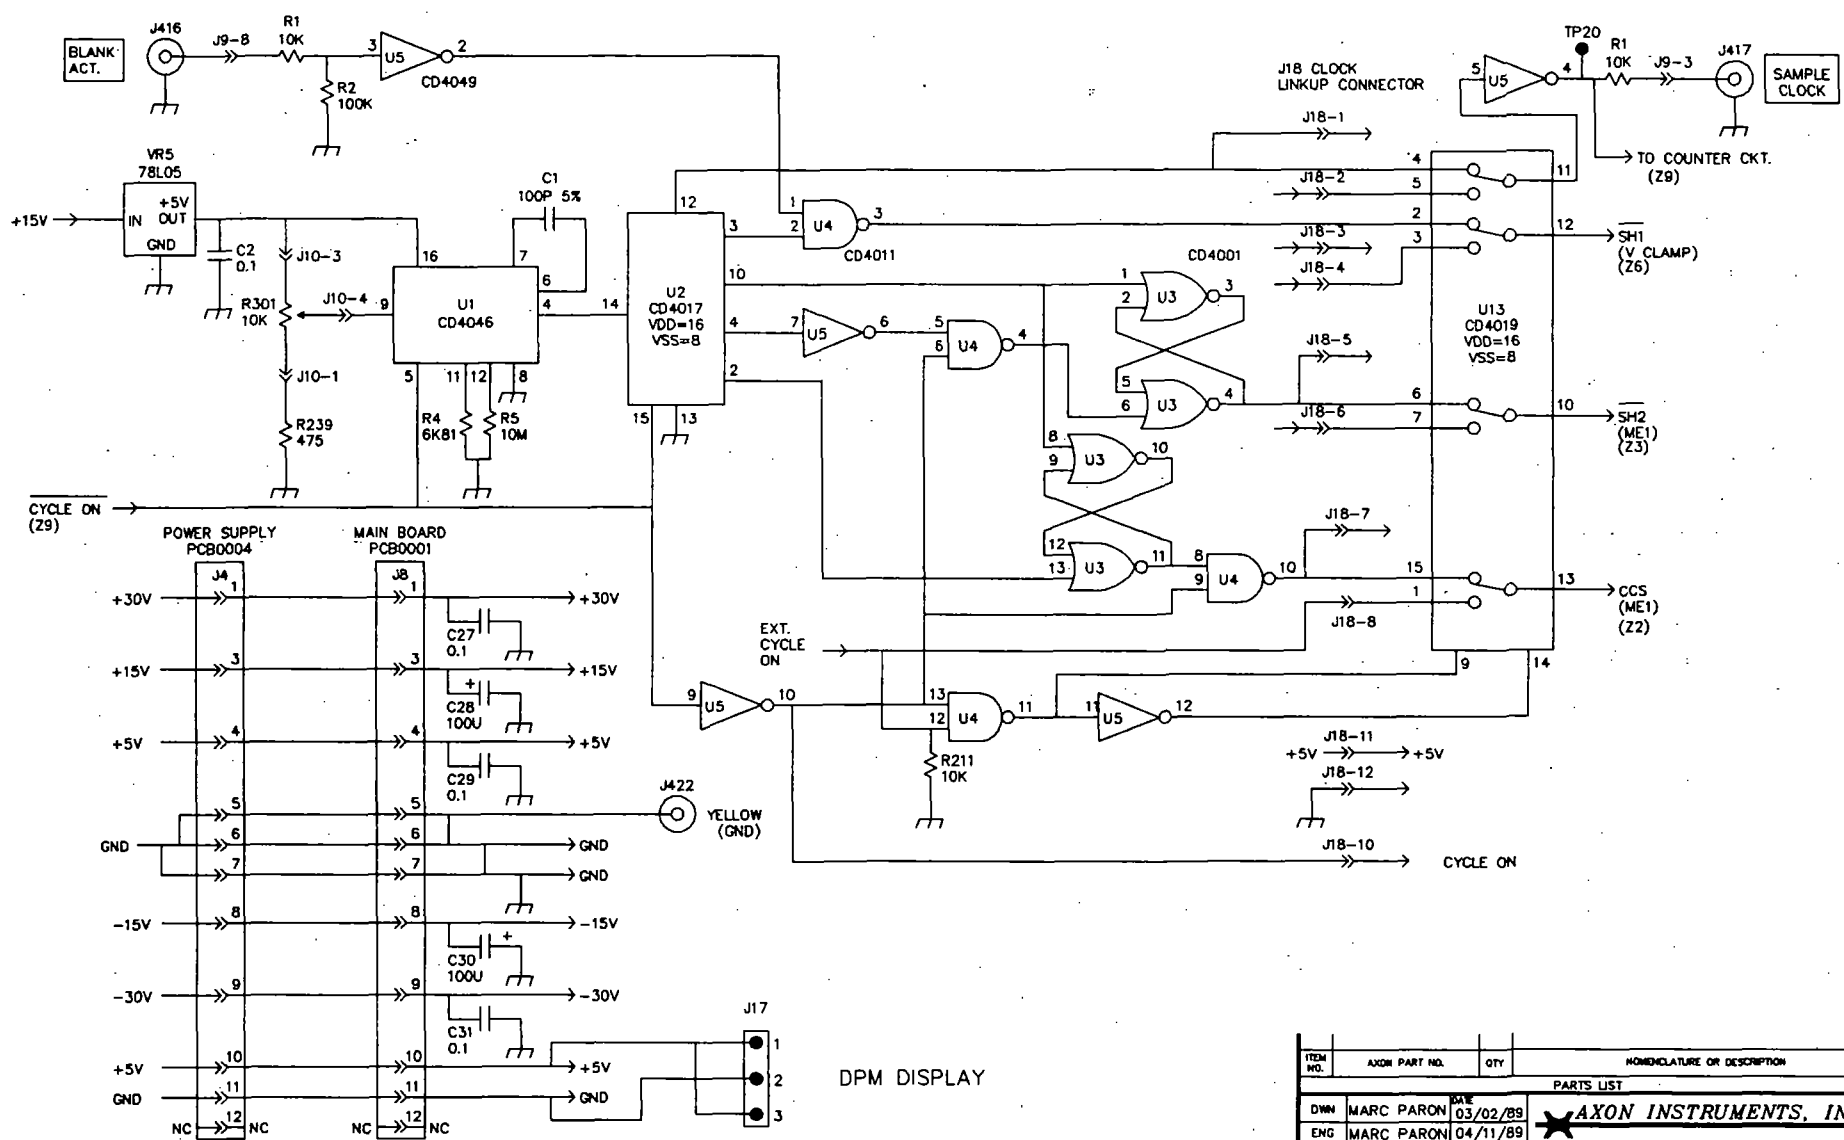 BLANK
ACT.
J416
J9-8
R1
10K
3
U5
2
CD4049
R2
100K
TP20
R1
10K
J9-3
J417
SAMPLE
CLOCK
5
U5
4
J18 CLOCK
LINKUP CONNECTOR
TO COUNTER CKT.
(Z9)
VR5
78L05
+15V
IN
+5V
OUT
GND
C2
0.1
J10-3
R301
10K
J10-4
J10-1
R239
475
C1
100P 5%
16
7
6
4
9
U1
CD4046
5
11
12
8
R4
6K81
R5
10M
14
12
3
10
4
2
U2
CD4017
VDD=16
VSS=8
15
13
1
2
U4
3
CD4011
7
U5
6
5
6
U4
4
CD4001
1
2
U3
3
5
6
U3
4
8
9
U3
10
12
13
U3
11
8
9
U4
10
J18-1
J18-2
J18-3
J18-4
J18-5
J18-6
J18-7
J18-8
4
5
2
3
6
7
15
1
U13
CD4019
VDD=16
VSS=8
11
12
10
13
9
14
SH1
(V CLAMP)
(Z6)
SH2
(ME1)
(Z3)
CCS
(ME1)
(Z2)
CYCLE ON
(Z9)
EXT.
CYCLE
ON
9
U5
10
13
12
U4
11
11
U5
12
R211
10K
J18-11
+5V
+5V
J18-12
J18-10
CYCLE ON
POWER SUPPLY
PCB0004
MAIN BOARD
PCB0001
J4
J8
+30V
1
1
+30V
C27
0.1
+15V
3
3
+15V
+
C28
100U
+5V
4
4
+5V
C29
0.1
5
5
J422
YELLOW
(GND)
GND
6
6
GND
7
7
GND
-15V
8
8
-15V
+
C30
100U
-30V
9
9
-30V
C31
0.1
+5V
10
10
+5V
GND
11
11
GND
NC
12
NC
NC
12
NC
J17
1
2
3
DPM DISPLAY
ITEM NO.
AXON PART NO.
QTY
NOMENCLATURE OR DESCRIPTION
PARTS LIST
DWN MARC PARON DATE 03/02/89
ENG MARC PARON 04/11/89
AXON INSTRUMENTS, IN